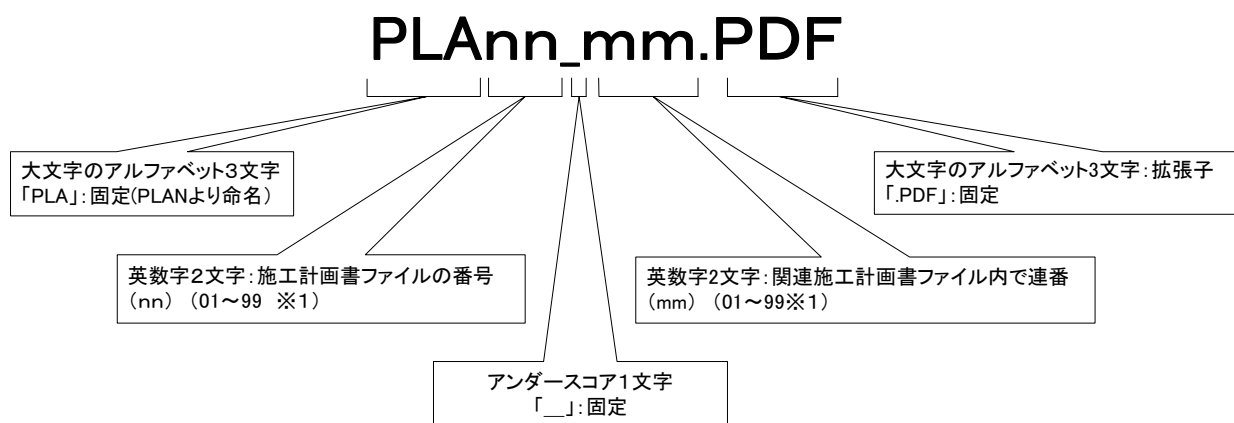 PLAnn_mm.PDF
大文字のアルファベット３文字
「PLA」：固定(PLANより命名）
大文字のアルファベット3文字：拡張子
「.PDF」：固定
英数字２文字：施工計画書ファイルの番号
（ｎｎ）（01～99　※１）
英数字2文字：関連施工計画書ファイル内で連番
（mm）（01～99※１）
アンダースコア１文字
「＿」：固定